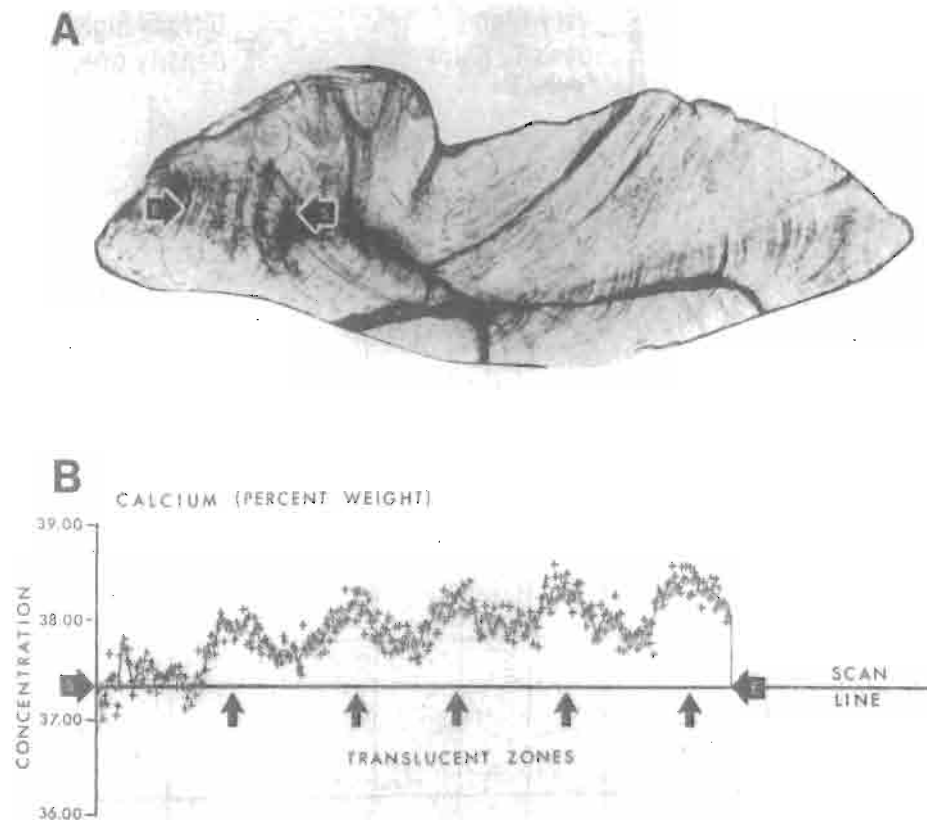 A
B
CALCIUM (PERCENT WEIGHT)
39.00
38.00
37.00
36.00
CONCENTRATION
SCAN
LINE
TRANSLUCENT ZONES